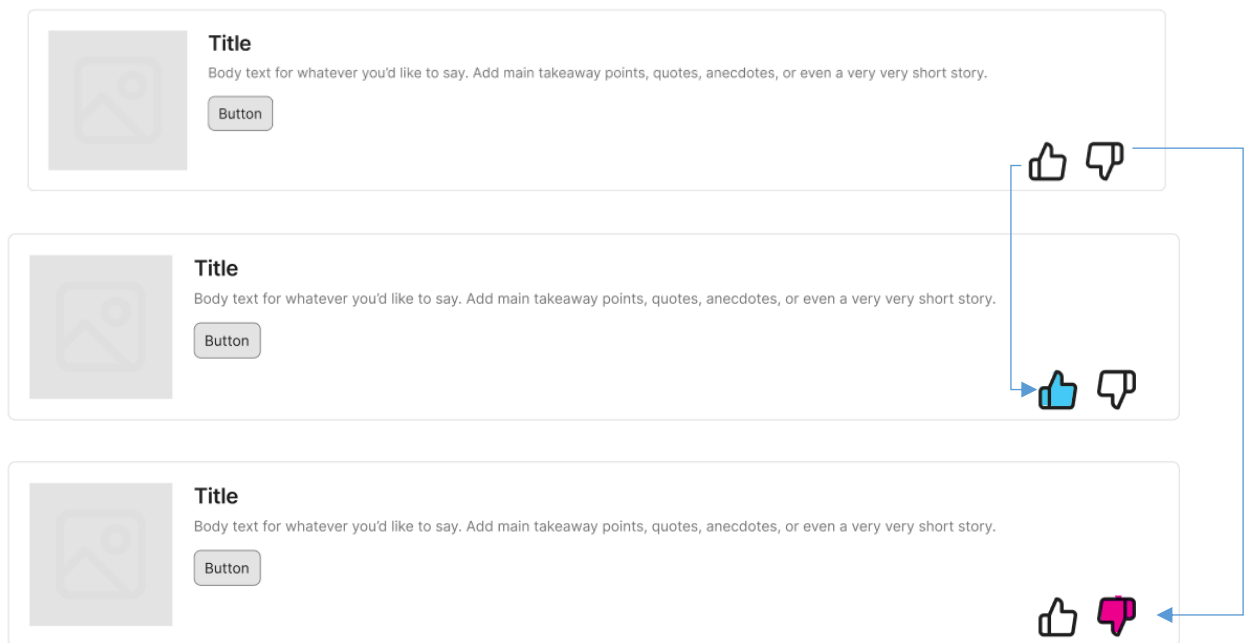 Title
Body text for whatever you'd like to say. Add main takeaway points, quotes, anecdotes, or even a very very short story.
Button
Title
Body text for whatever you'd like to say. Add main takeaway points, quotes, anecdotes, or even a very very short story.
Button
Title
Body text for whatever you'd like to say. Add main takeaway points, quotes, anecdotes, or even a very very short story.
Button